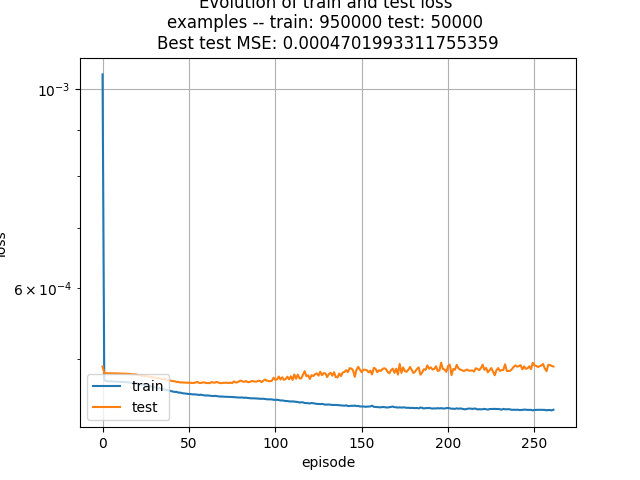 Evolution of train and test loss
examples -- train: 950000 test: 50000
Best test MSE: 0.0004701993311755359
10⁻³
6 × 10⁻⁴
loss
train
test
0 50 100 150 200 250
episode